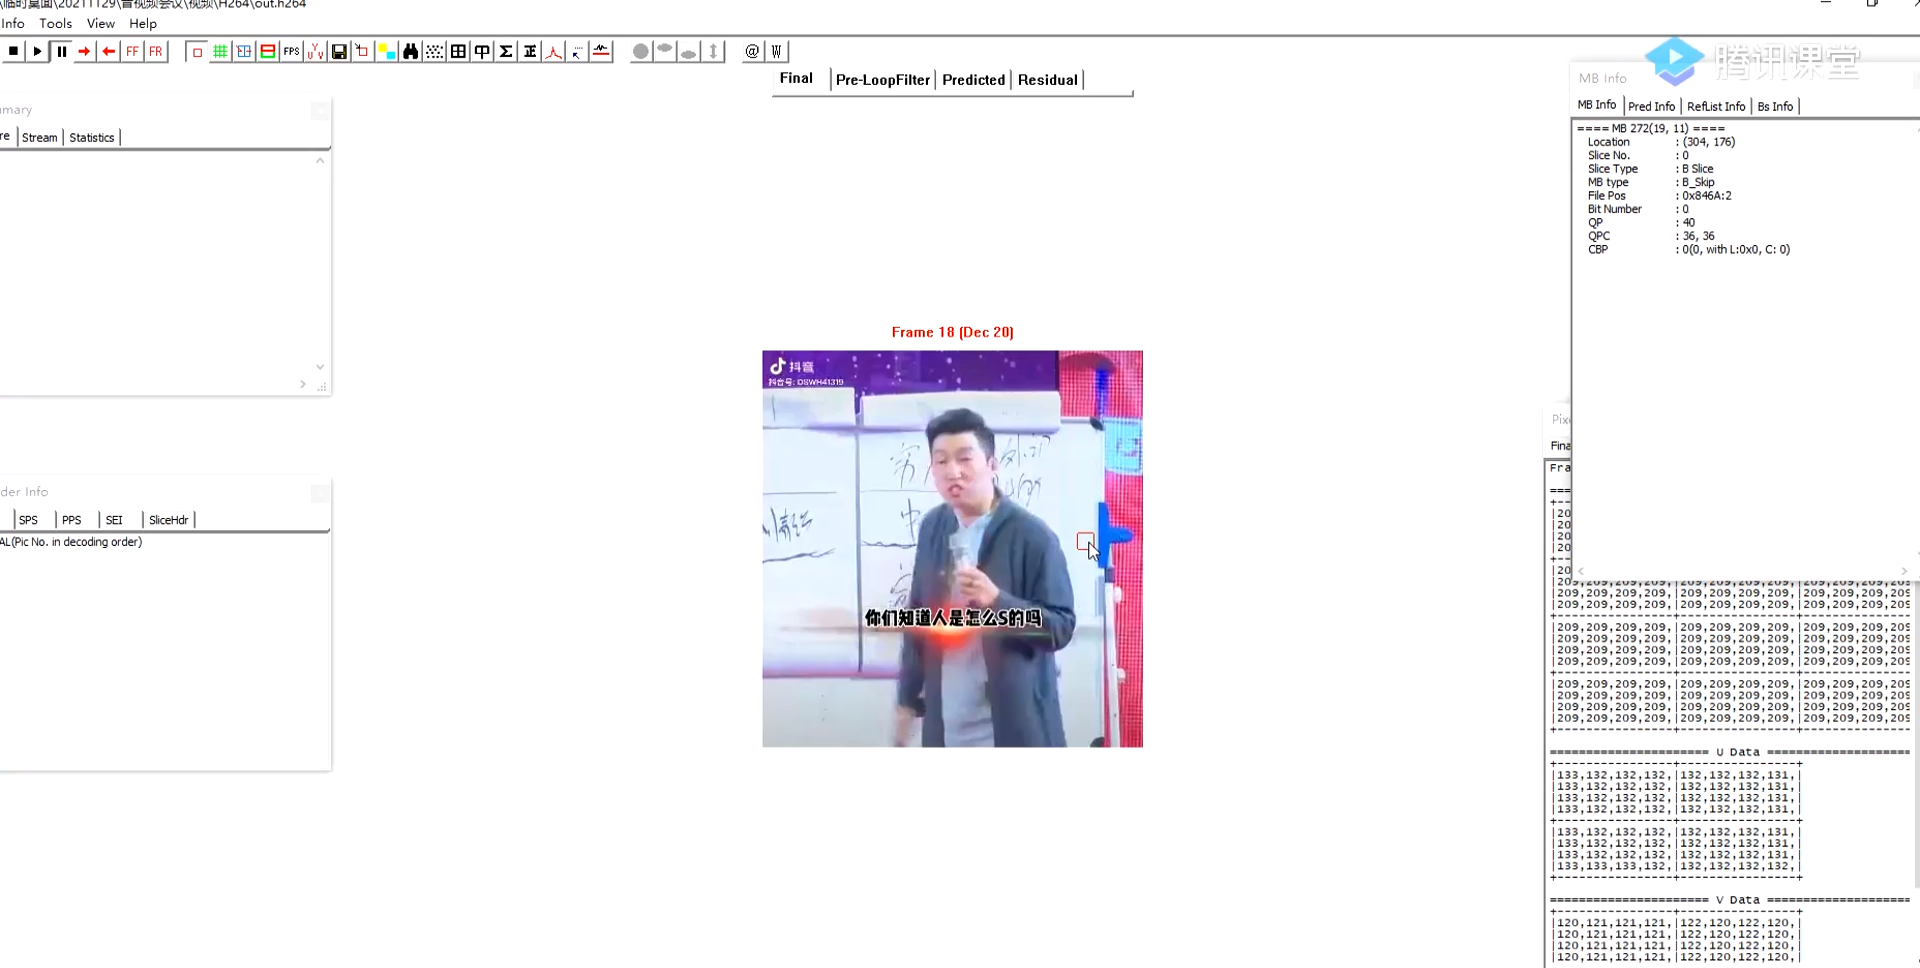 \临时桌面\20211129\音视频会议\视频\H264\out.h264
Info Tools View Help
FF FR FPS @ W
腾讯课堂
Final Pre-LoopFilter Predicted Residual
MB Info
MB Info Pred Info RefList Info Bs Info
==== MB 272(19, 11) ====
Location : (304, 176)
Slice No. : 0
Slice Type : B Slice
MB type : B_Skip
File Pos : 0x846A:2
Bit Number : 0
QP : 40
QPC : 36, 36
CBP : 0(0, with L:0x0, C: 0)
mary
re Stream Statistics
Frame 18 (Dec 20)
抖音
抖音号: DSWH41319
你们知道人是怎么S的吗
der Info
SPS PPS SEI SliceHdr
AL(Pic No. in decoding order)
Pix
Fina
Fra
|20
|20
|20
|20
|20
|209,209,209,209,|209,209,209,209,|209,209,209,209
|209,209,209,209,|209,209,209,209,|209,209,209,209
|209,209,209,209,|209,209,209,209,|209,209,209,209
|209,209,209,209,|209,209,209,209,|209,209,209,209
|209,209,209,209,|209,209,209,209,|209,209,209,209
|209,209,209,209,|209,209,209,209,|209,209,209,209
|209,209,209,209,|209,209,209,209,|209,209,209,209
|209,209,209,209,|209,209,209,209,|209,209,209,209
|209,209,209,209,|209,209,209,209,|209,209,209,209
|209,209,209,209,|209,209,209,209,|209,209,209,209
|209,209,209,209,|209,209,209,209,|209,209,209,209
====================== U Data ====================
|133,132,132,132,|132,132,132,131,|
|133,132,132,132,|132,132,132,131,|
|133,132,132,132,|132,132,132,131,|
|133,132,132,132,|132,132,132,131,|
|133,132,132,132,|132,132,132,131,|
|133,132,132,132,|132,132,132,131,|
|133,132,132,132,|132,132,132,131,|
|133,133,133,132,|132,132,132,132,|
====================== V Data ====================
|120,121,121,121,|122,120,122,120,|
|120,121,121,121,|122,120,122,120,|
|120,121,121,121,|122,120,122,120,|
|120,121,121,121,|122,120,122,120,|